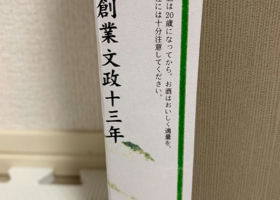 は20歳になってから。お酒はおいしく適量を。
には十分注意してください。
創業文政十三年